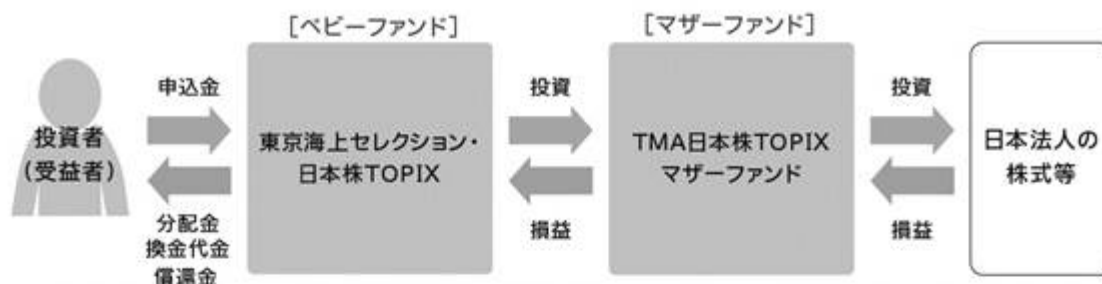 [ベビーファンド]
[マザーファンド]
投資者
(受益者)
申込金
分配金
換金代金
償還金
東京海上セレクション・
日本株TOPIX
投資
損益
TMA日本株TOPIX
マザーファンド
投資
損益
日本法人の
株式等